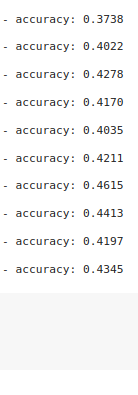 - accuracy: 0.3738
- accuracy: 0.4022
- accuracy: 0.4278
- accuracy: 0.4170
- accuracy: 0.4035
- accuracy: 0.4211
- accuracy: 0.4615
- accuracy: 0.4413
- accuracy: 0.4197
- accuracy: 0.4345